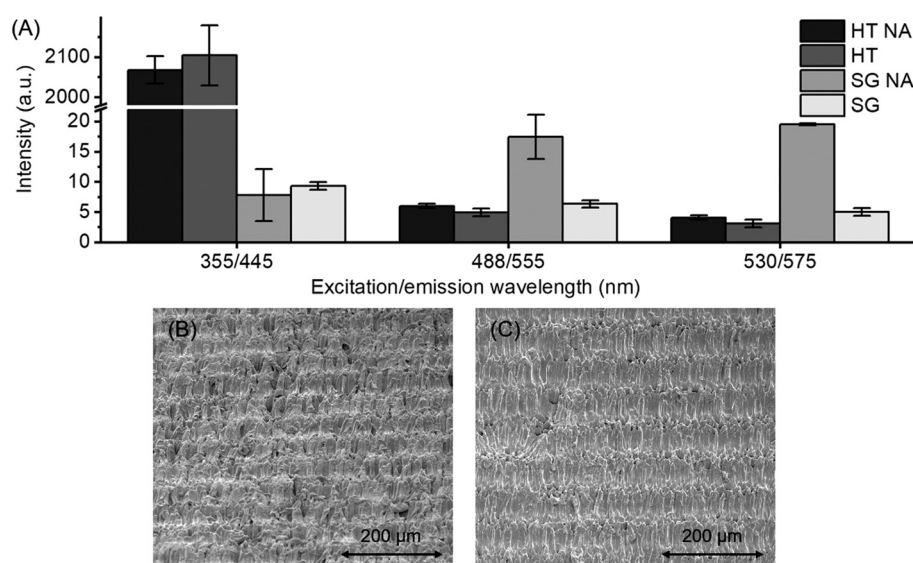 (A)
HT NA
HT
SG NA
SG
Intensity (a.u.)
2100
2000
20
15
10
5
0
355/445
488/555
530/575
Excitation/emission wavelength (nm)
(B)
(C)
200 µm
200 µm